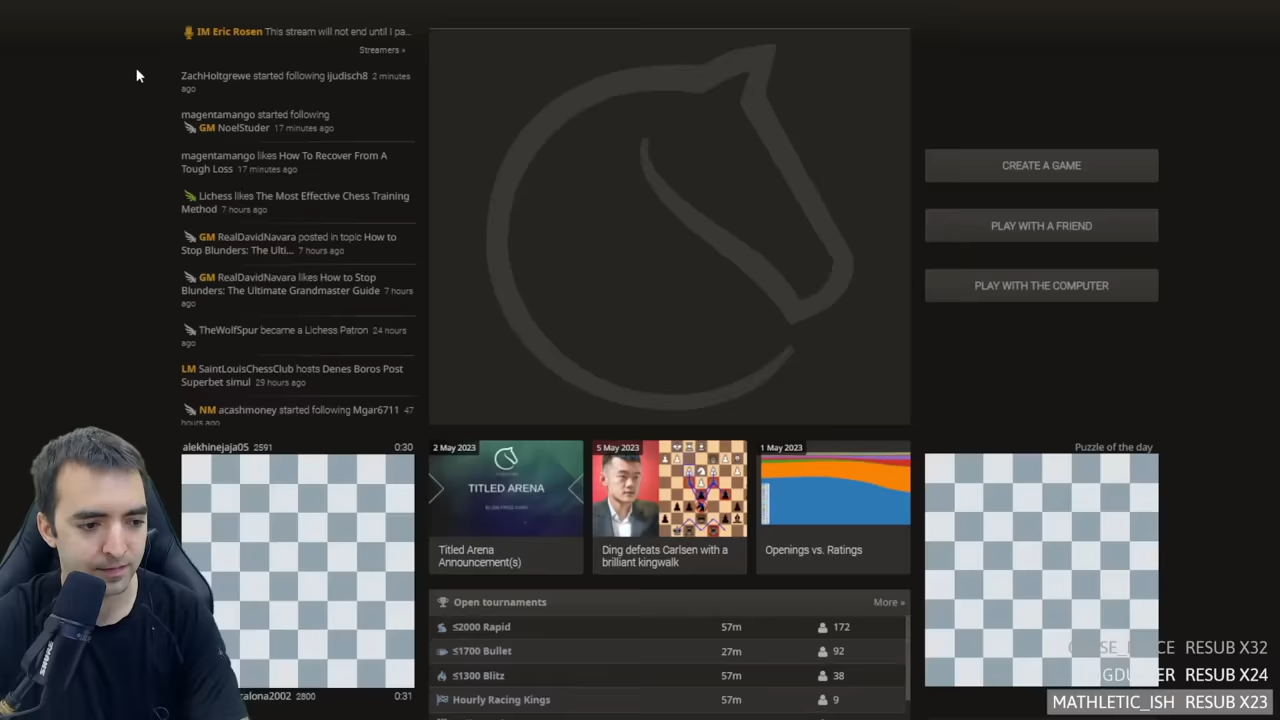 IM Eric Rosen This stream will not end until I pa...
Streamers »
ZachHoltgrewe started following ijudisch8 2 minutes
ago
magentamango started following
GM NoelStuder 17 minutes ago
magentamango likes How To Recover From A
Tough Loss 17 minutes ago
Lichess likes The Most Effective Chess Training
Method 7 hours ago
GM RealDavidNavara posted in topic How to
Stop Blunders: The Ulti... 7 hours ago
GM RealDavidNavara likes How to Stop
Blunders: The Ultimate Grandmaster Guide 7 hours
ago
TheWolfSpur became a Lichess Patron 24 hours
ago
LM SaintLouisChessClub hosts Denes Boros Post
Superbet simul 29 hours ago
NM acashmoney started following Mgar6711 47
hours ago
CREATE A GAME
PLAY WITH A FRIEND
PLAY WITH THE COMPUTER
alekhinejaja05 2591 0:30
2800 0:31
2 May 2023
TITLED ARENA
Titled Arena
Announcement(s)
5 May 2023
Ding defeats Carlsen with a
brilliant kingwalk
1 May 2023
Openings vs. Ratings
Open tournaments More »
≤2000 Rapid 57m 172
≤1700 Bullet 27m 92
≤1300 Blitz 57m 38
Hourly Racing Kings 57m 9
Puzzle of the day
RESUB X32
RESUB X24
MATHLETIC_ISH RESUB X23